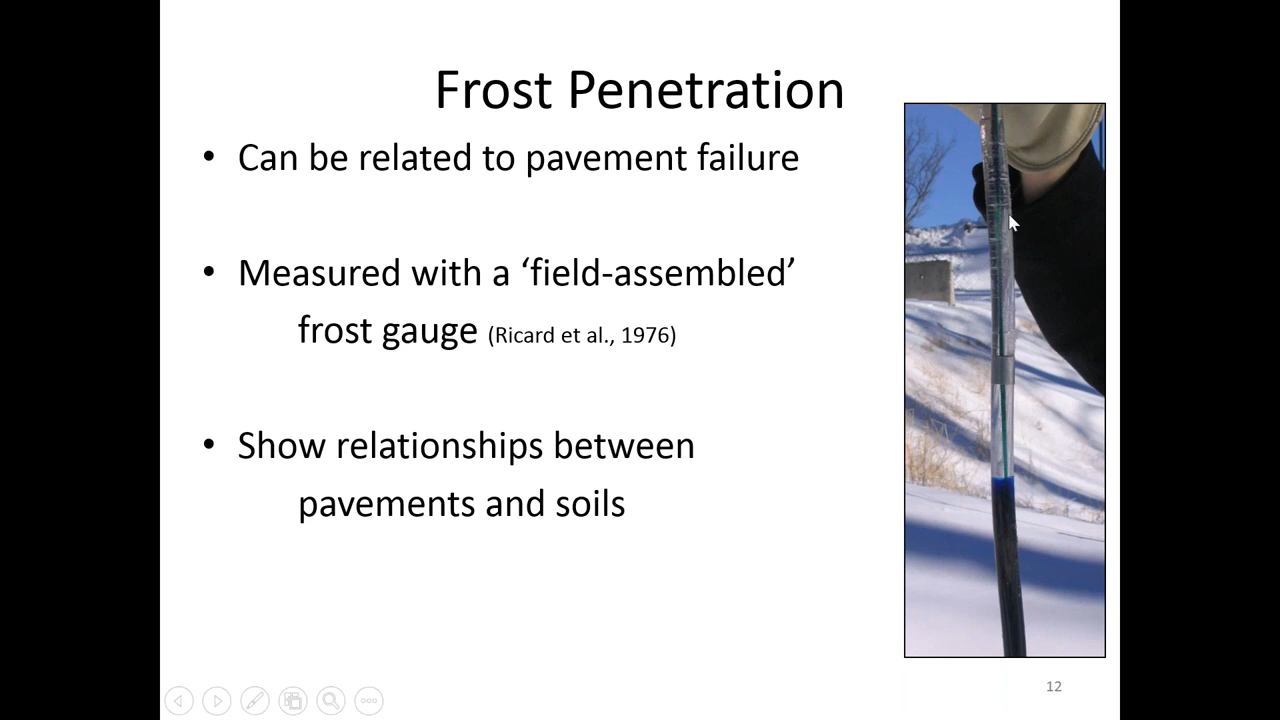 Frost Penetration
• Can be related to pavement failure
• Measured with a ‘field-assembled’
frost gauge (Ricard et al., 1976)
• Show relationships between
pavements and soils
12